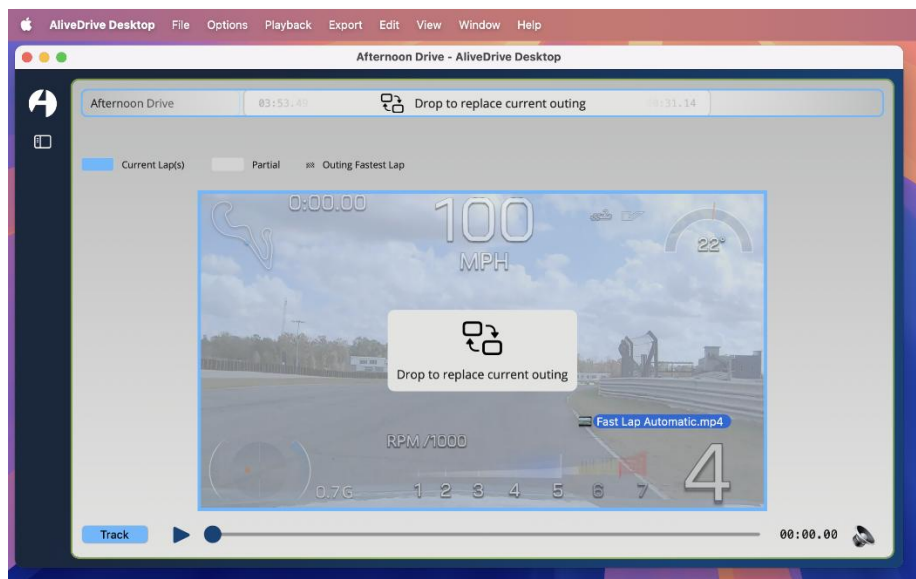 AliveDrive Desktop File Options Playback Export Edit View Window Help
Afternoon Drive - AliveDrive Desktop
Afternoon Drive 03:53.49 Drop to replace current outing 31.14
Current Lap(s) Partial Outing Fastest Lap
0:00.00 100 22°
MPH
Drop to replace current outing
Fast Lap Automatic.mp4
RPM/1000
0.7G 1 2 3 4 5 6 7 4
Track 00:00.00